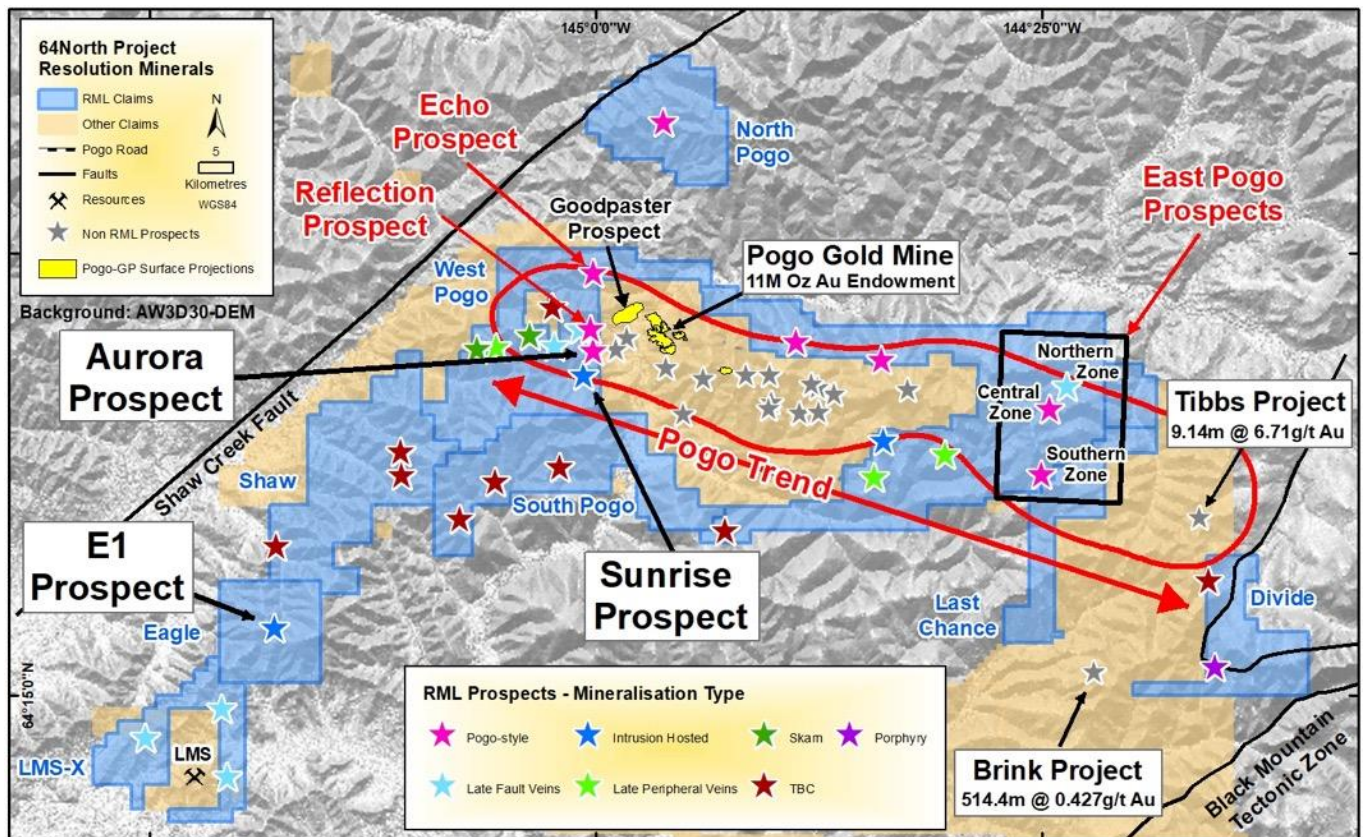 64North Project
Resolution Minerals
RML Claims
Other Claims
Pogo Road
Faults
Resources
Non RML Prospects
Pogo-GP Surface Projections
N
5
Kilometres
WGS84
Background: AW3D30-DEM
145°0'0"W
144°25'0"W
Echo
Prospect
Reflection
Prospect
Goodpaster
Prospect
North
Pogo
East Pogo
Prospects
West
Pogo
Pogo Gold Mine
11M Oz Au Endowment
Aurora
Prospect
Northern
Zone
Central
Zone
Southern
Zone
Tibbs Project
9.14m @ 6.71g/t Au
Pogo Trend
Shaw Creek Fault
Shaw
South Pogo
E1
Prospect
Sunrise
Prospect
Eagle
Last
Chance
Divide
64°15'0"N
LMS-X
LMS
RML Prospects - Mineralisation Type
Pogo-style
Intrusion Hosted
Skarn
Porphyry
Late Fault Veins
Late Peripheral Veins
TBC
Brink Project
514.4m @ 0.427g/t Au
Black Mountain
Tectonic Zone